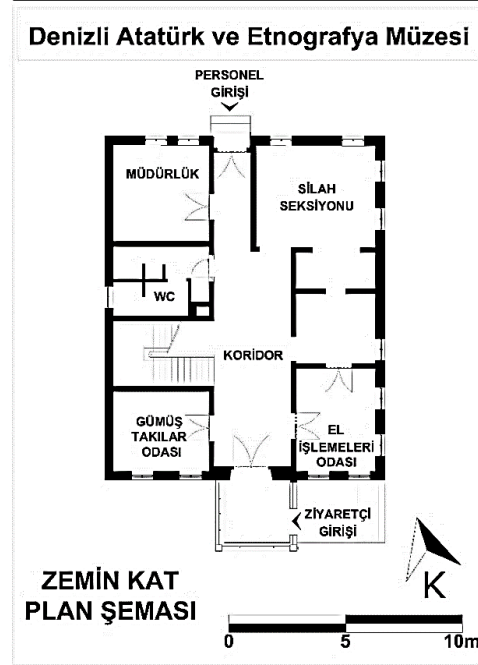 Denizli Atatürk ve Etnografya Müzesi
PERSONEL
GİRİŞİ
MÜDÜRLÜK
SİLAH
SEKSİYONU
WC
KORİDOR
GÜMÜŞ
TAKILAR
ODASI
EL
İŞLEMELERİ
ODASI
ZİYARETÇİ
GİRİŞİ
K
ZEMİN KAT
PLAN ŞEMASI
0 5 10m